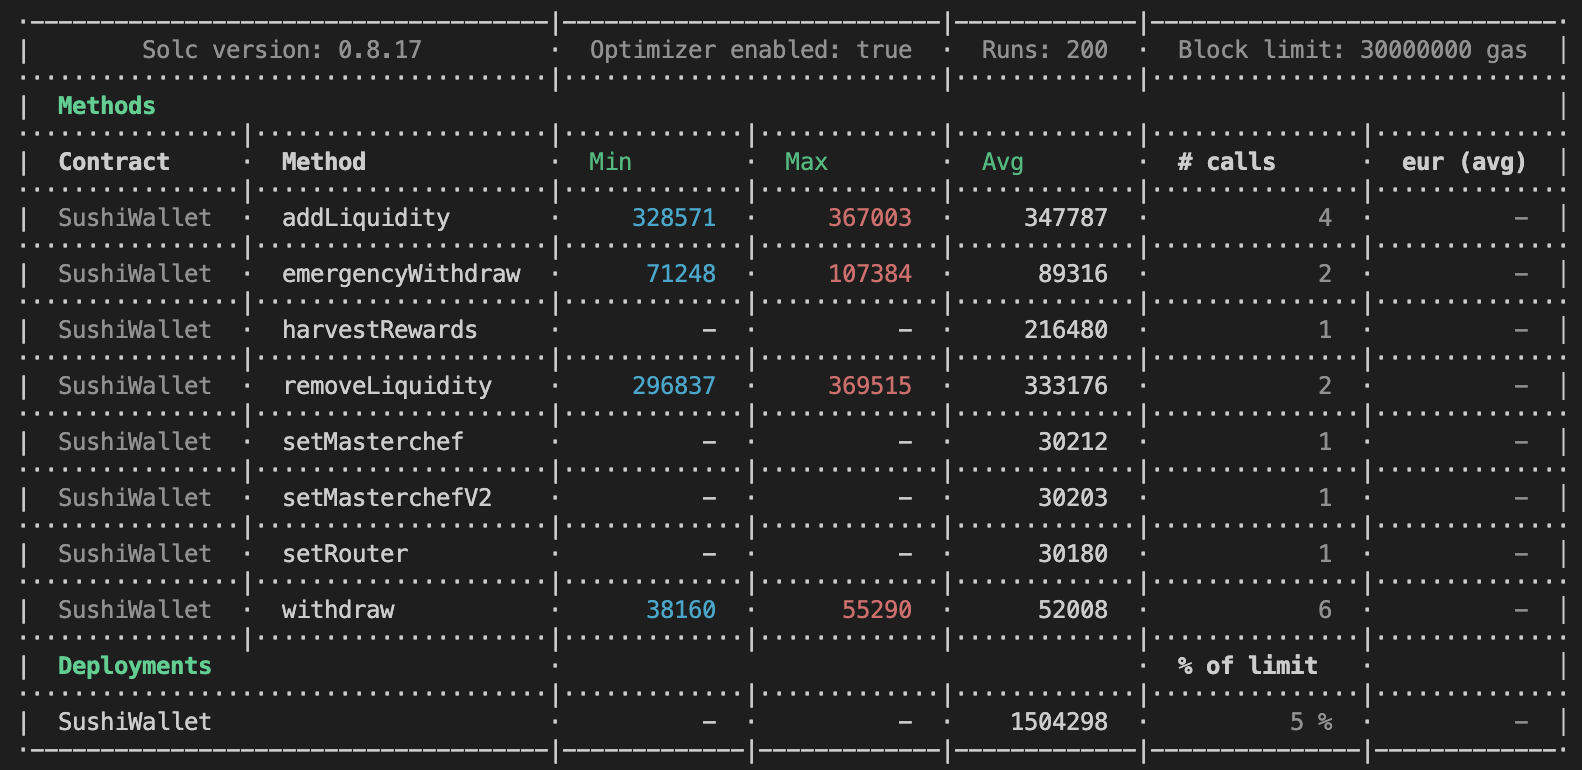 Solc version: 0.8.17 · Optimizer enabled: true · Runs: 200 · Block limit: 30000000 gas
Methods
Contract · Method · Min · Max · Avg · # calls · eur (avg)
SushiWallet · addLiquidity · 328571 · 367003 · 347787 · 4 · -
SushiWallet · emergencyWithdraw · 71248 · 107384 · 89316 · 2 · -
SushiWallet · harvestRewards · - · - · 216480 · 1 · -
SushiWallet · removeLiquidity · 296837 · 369515 · 333176 · 2 · -
SushiWallet · setMasterchef · - · - · 30212 · 1 · -
SushiWallet · setMasterchefV2 · - · - · 30203 · 1 · -
SushiWallet · setRouter · - · - · 30180 · 1 · -
SushiWallet · withdraw · 38160 · 55290 · 52008 · 6 · -
Deployments · · % of limit ·
SushiWallet · - · - · 1504298 · 5 % · -